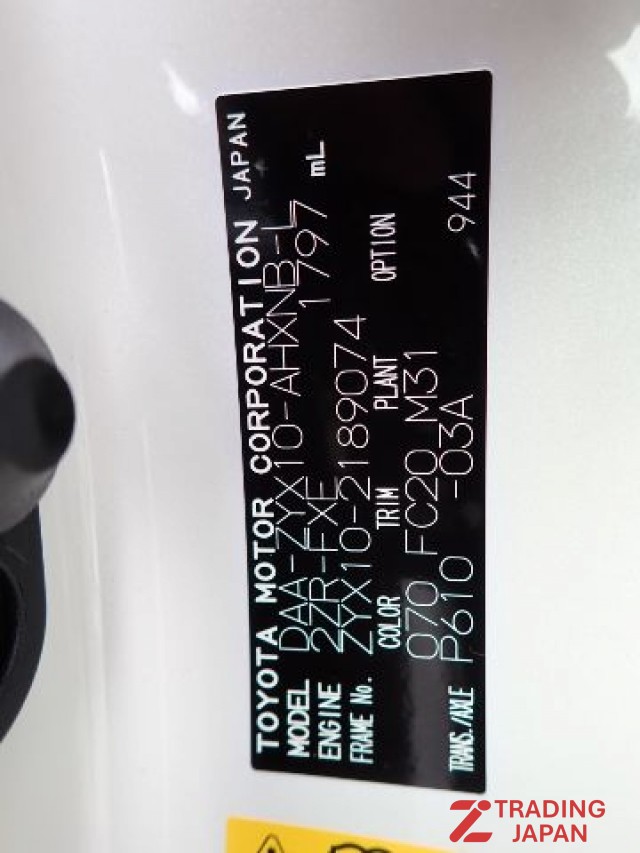 TOYOTA MOTOR CORPORATION JAPAN
MODEL DAA-ZYX10-AHXNB-L
ENGINE 2ZR-FXE 1797 mL
FRAME No. ZYX10-2189074
COLOR TRIM PLANT OPTION
070 FC20 M31
TRANS./AXLE P610 -03A 944
TRADING
JAPAN